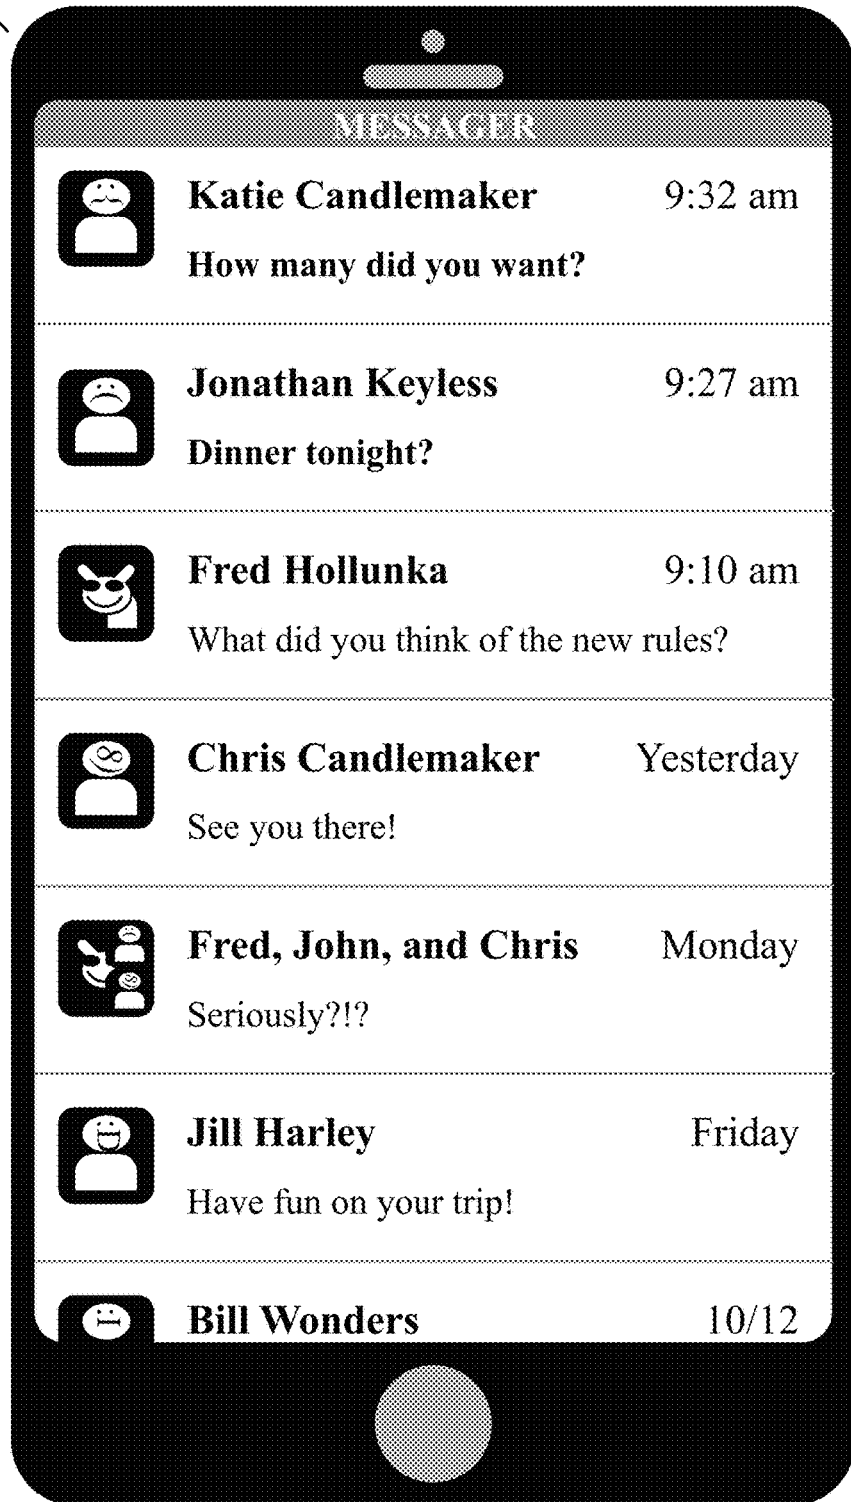 MESSAGER
Katie Candlemaker 9:32 am
How many did you want?
Jonathan Keyless 9:27 am
Dinner tonight?
Fred Hollunka 9:10 am
What did you think of the new rules?
Chris Candlemaker Yesterday
See you there!
Fred, John, and Chris Monday
Seriously?!?
Jill Harley Friday
Have fun on your trip!
Bill Wonders 10/12